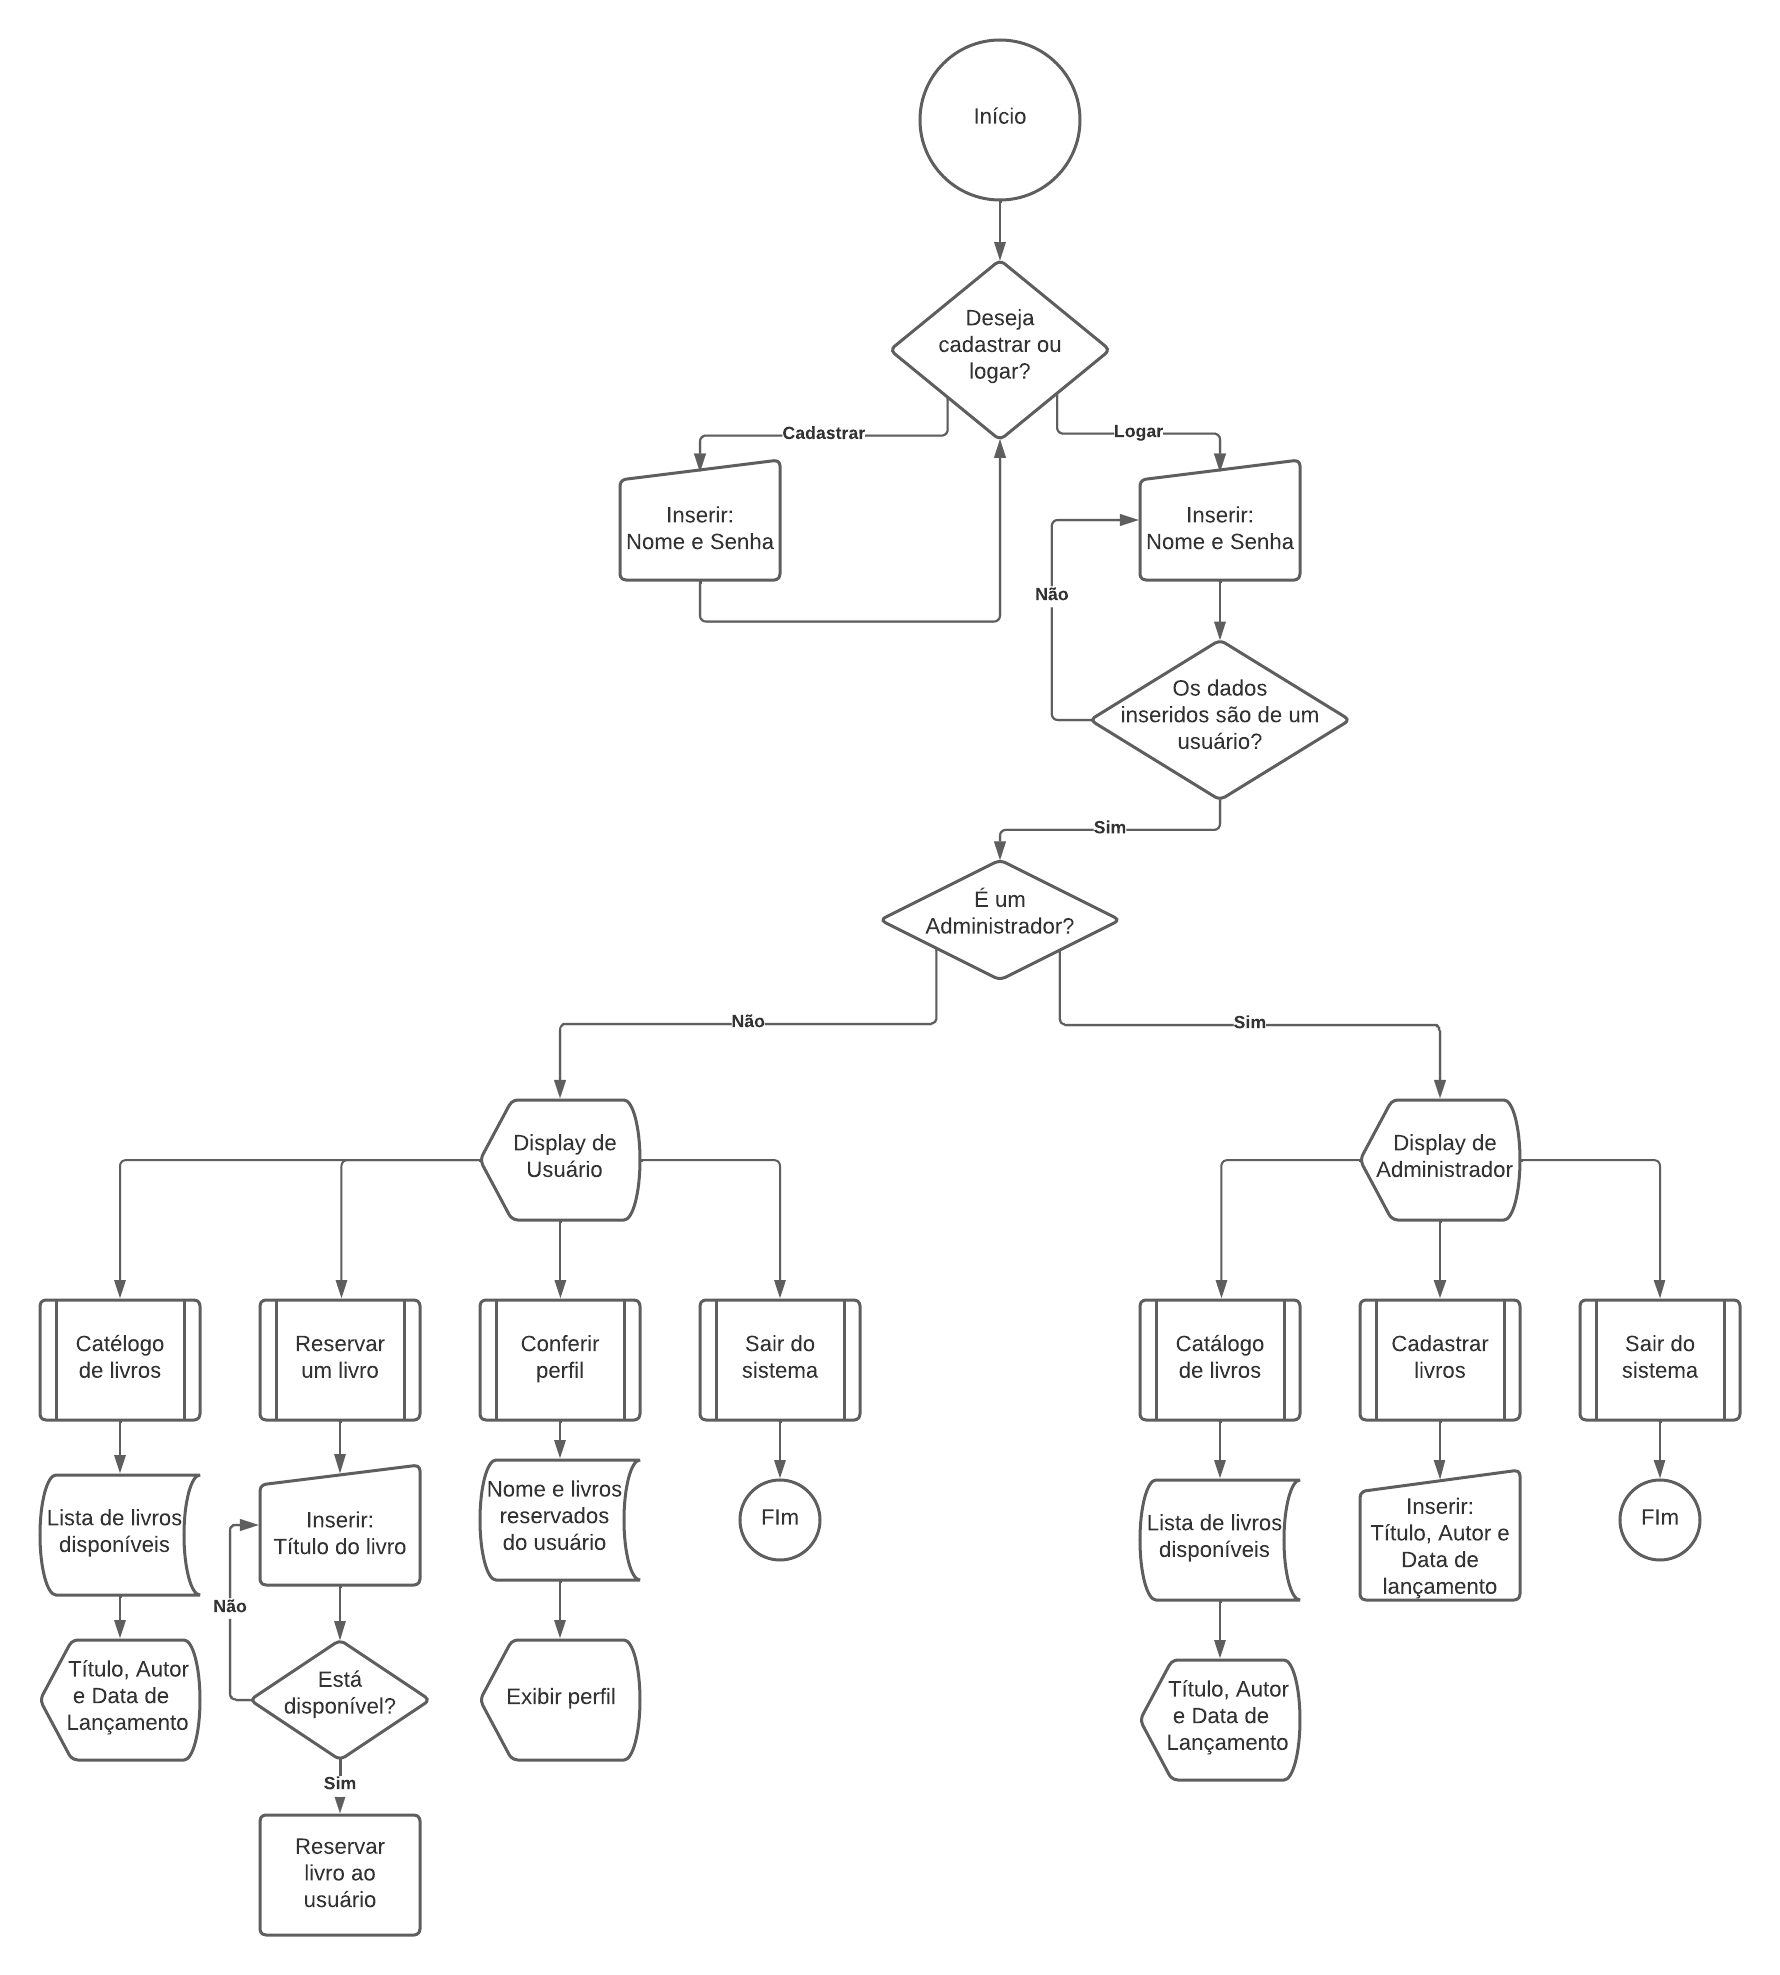 Início
Deseja
cadastrar ou
logar?
Cadastrar
Logar
Inserir:
Nome e Senha
Inserir:
Nome e Senha
Não
Os dados
inseridos são de um
usuário?
Sim
É um
Administrador?
Não
Sim
Display de
Usuário
Display de
Administrador
Catélogo
de livros
Reservar
um livro
Conferir
perfil
Sair do
sistema
Catálogo
de livros
Cadastrar
livros
Sair do
sistema
Lista de livros
disponíveis
Inserir:
Título do livro
Nome e livros
reservados
do usuário
FIm
Lista de livros
disponíveis
Inserir:
Título, Autor e
Data de
lançamento
FIm
Não
Título, Autor
e Data de
Lançamento
Está
disponível?
Exibir perfil
Título, Autor
e Data de
Lançamento
Sim
Reservar
livro ao
usuário